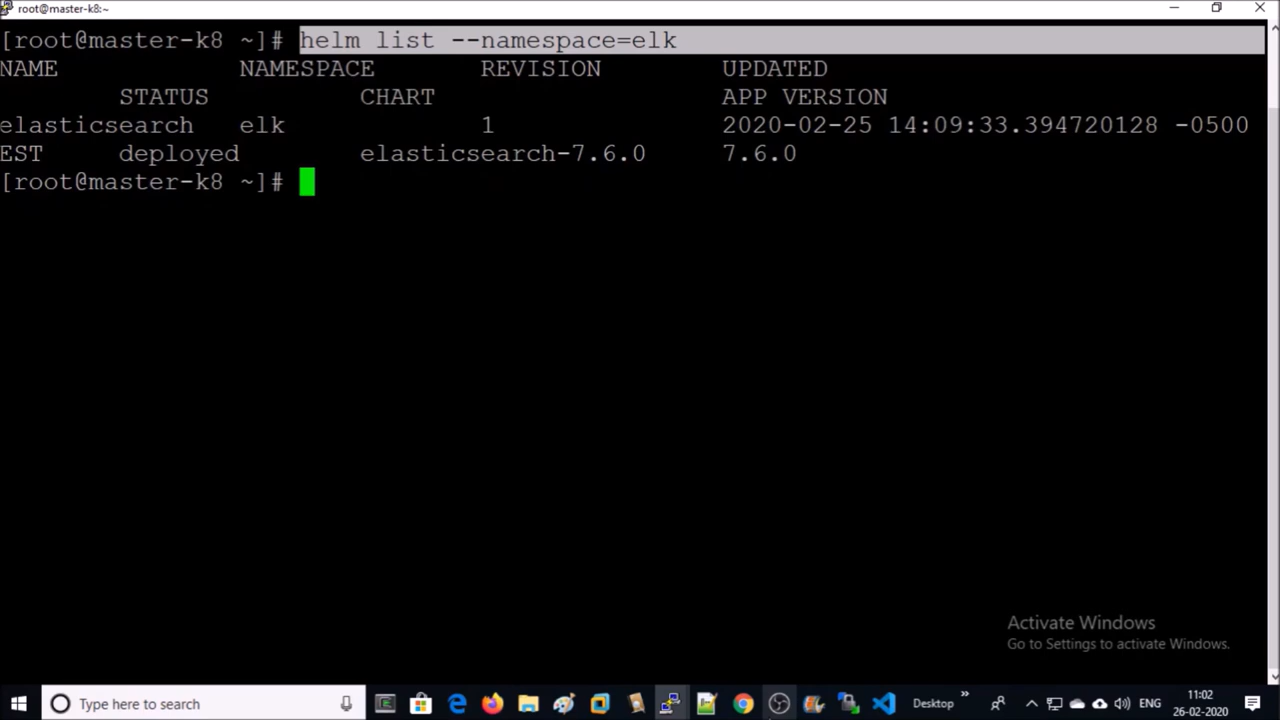 root@master-k8:~
[root@master-k8 ~]# helm list --namespace=elk
NAME NAMESPACE REVISION UPDATED
STATUS CHART APP VERSION
elasticsearch elk 1 2020-02-25 14:09:33.394720128 -0500
EST deployed elasticsearch-7.6.0 7.6.0
[root@master-k8 ~]#
Activate Windows
Go to Settings to activate Windows.
Type here to search
Desktop
ENG
11:02
26-02-2020